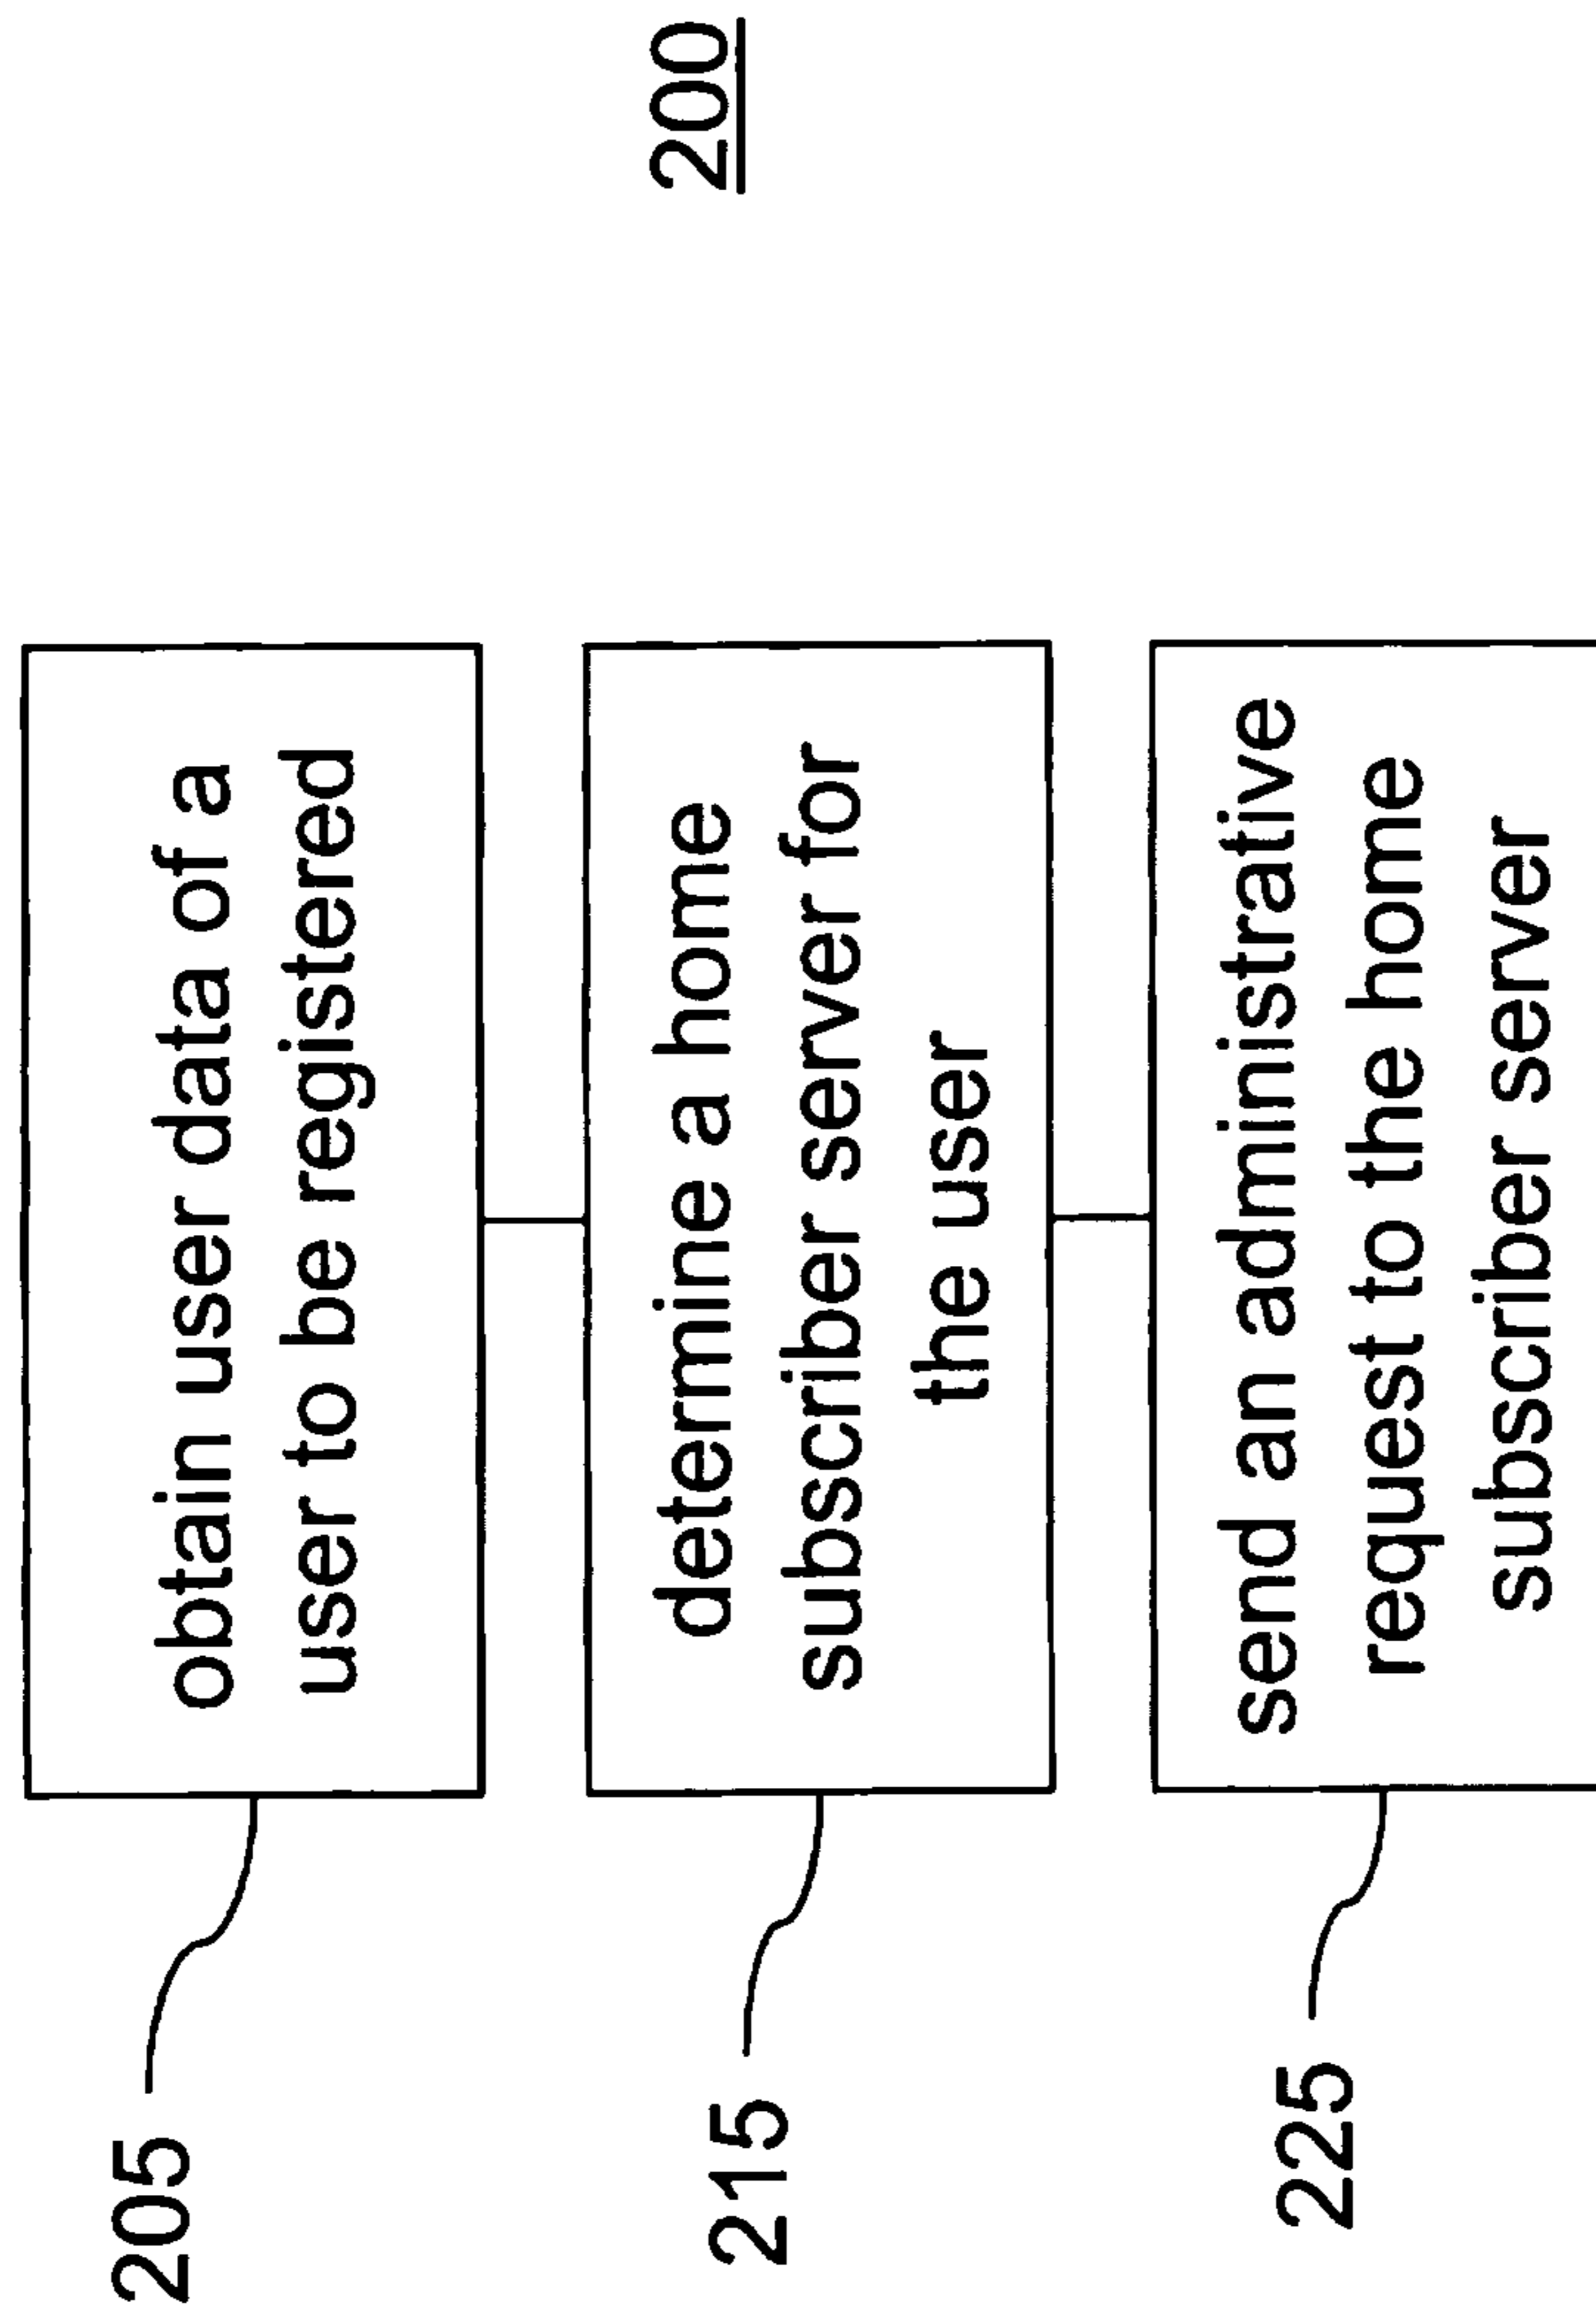 200
205
obtain user data of a
user to be registered
215
determine a home
subscriber server for
the user
225
send an administrative
request to the home
subscriber server